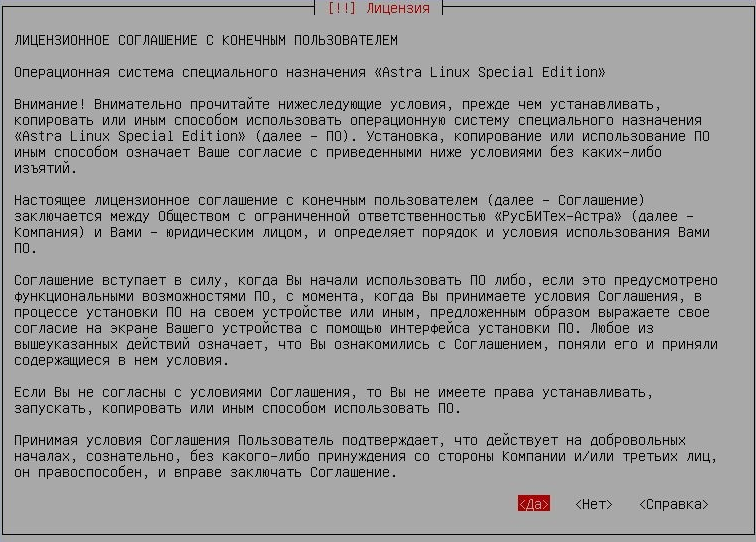 [!!] Лицензия
ЛИЦЕНЗИОННОЕ СОГЛАШЕНИЕ С КОНЕЧНЫМ ПОЛЬЗОВАТЕЛЕМ
Операционная система специального назначения «Astra Linux Special Edition»
Внимание! Внимательно прочитайте нижеследующие условия, прежде чем устанавливать,
копировать или иным способом использовать операционную систему специального назначения
«Astra Linux Special Edition» (далее – ПО). Установка, копирование или использование ПО
иным способом означает Ваше согласие с приведенными ниже условиями без каких-либо
изъятий.
Настоящее лицензионное соглашение с конечным пользователем (далее – Соглашение)
заключается между Обществом с ограниченной ответственностью «РусБИТех-Астра» (далее –
Компания) и Вами – юридическим лицом, и определяет порядок и условия использования Вами
ПО.
Соглашение вступает в силу, когда Вы начали использовать ПО либо, если это предусмотрено
функциональными возможностями ПО, с момента, когда Вы принимаете условия Соглашения, в
процессе установки ПО на своем устройстве или иным, предложенным образом выражаете свое
согласие на экране Вашего устройства с помощью интерфейса установки ПО. Любое из
вышеуказанных действий означает, что Вы ознакомились с Соглашением, поняли его и приняли
содержащиеся в нем условия.
Если Вы не согласны с условиями Соглашения, то Вы не имеете права устанавливать,
запускать, копировать или иным способом использовать ПО.
Принимая условия Соглашения Пользователь подтверждает, что действует на добровольных
началах, сознательно, без какого-либо принуждения со стороны Компании и/или третьих лиц,
он правоспособен, и вправе заключать Соглашение.
<Да> <Нет> <Справка>